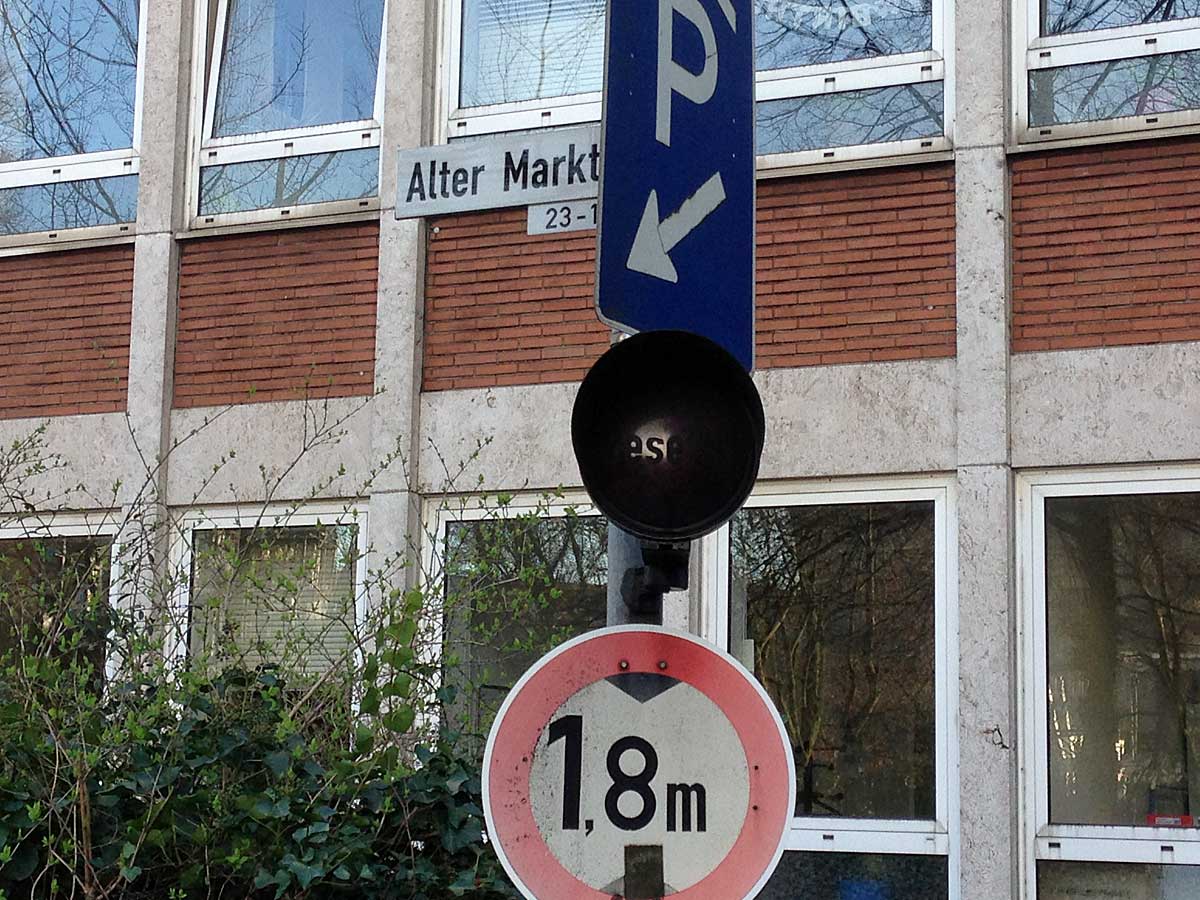 P
Alter Markt
23-1
ese
1,8m